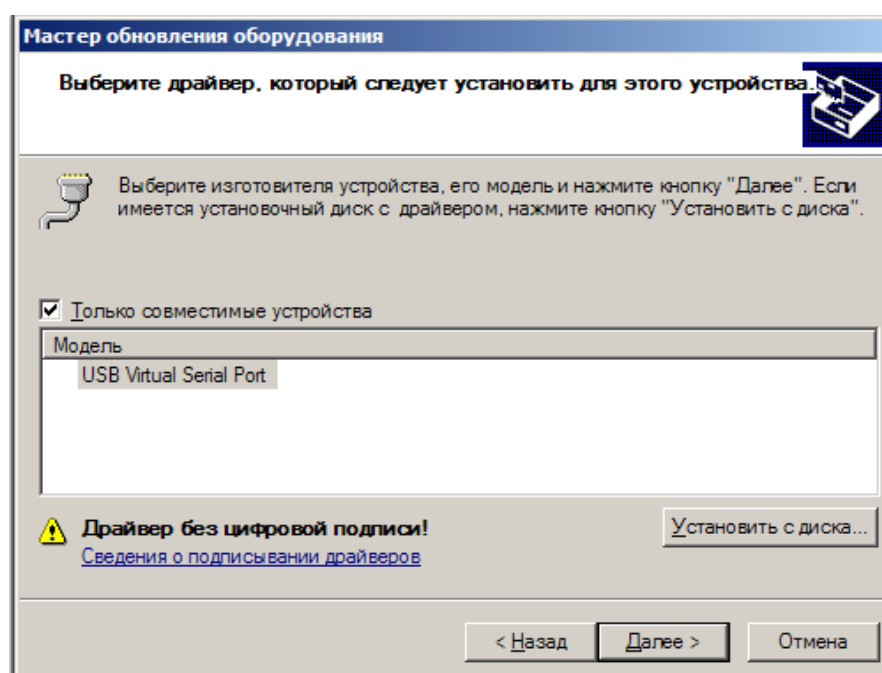 Мастер обновления оборудования
Выберите драйвер, который следует установить для этого устройства.
Выберите изготовителя устройства, его модель и нажмите кнопку "Далее". Если
имеется установочный диск с драйвером, нажмите кнопку "Установить с диска".
Только совместимые устройства
Модель
USB Virtual Serial Port
Драйвер без цифровой подписи!
Установить с диска...
Сведения о подписывании драйверов
< Назад
Далее >
Отмена